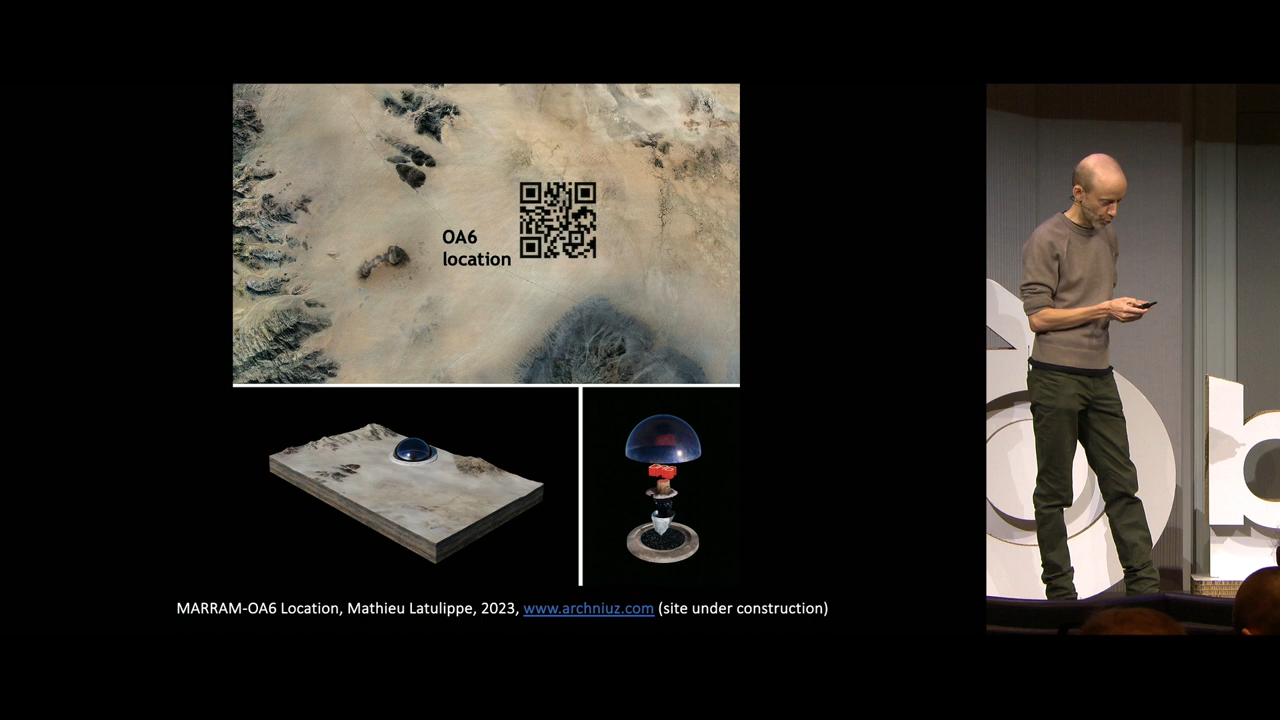 OA6
location
MARRAM-OA6 Location, Mathieu Latulippe, 2023, www.archniuz.com (site under construction)
b